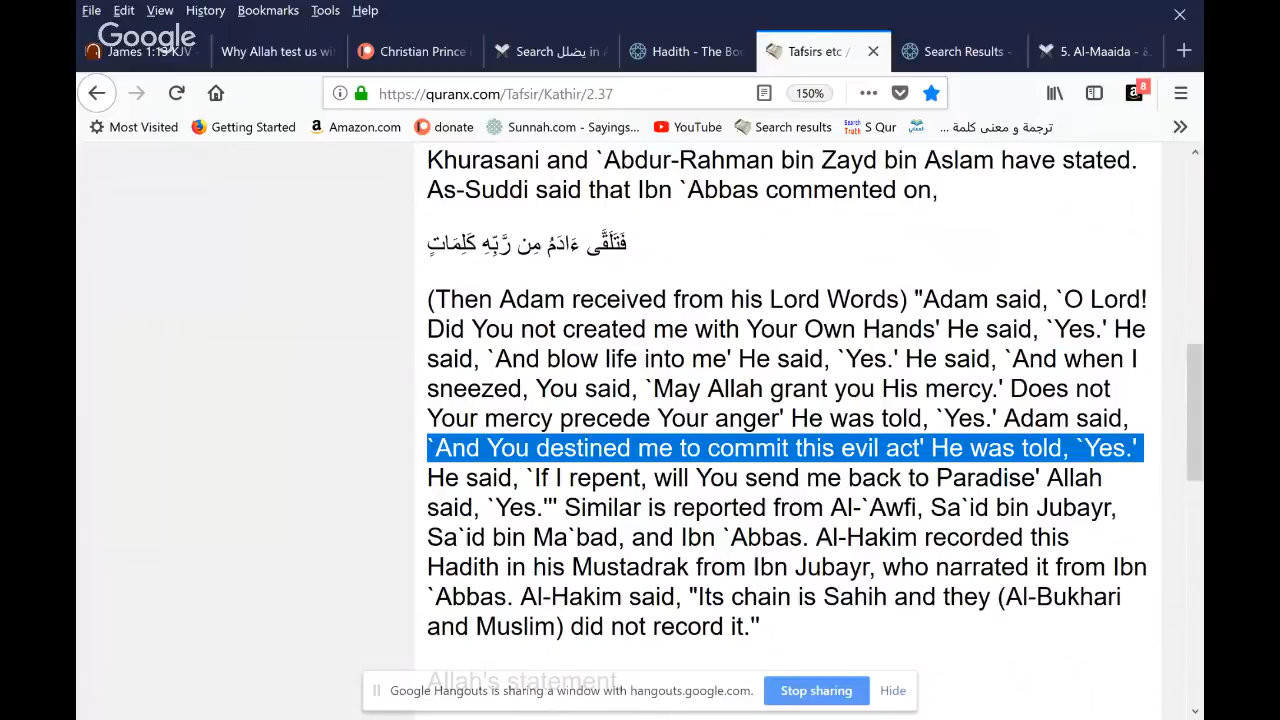 File Edit View History Bookmarks Tools Help
Google
James 1:13 KJV
Why Allah test us wi
Christian Prince
Search يضلل in A
Hadith - The Bo
Tafsirs etc /
Search Results -
5. Al-Maaida -
https://quranx.com/Tafsir/Kathir/2.37
150%
8
Most Visited Getting Started Amazon.com donate Sunnah.com - Sayings... YouTube Search results S Qur ترجمة و معنى كلمة ...
Khurasani and `Abdur-Rahman bin Zayd bin Aslam have stated.
As-Suddi said that Ibn `Abbas commented on,
فَتَلَقَّى ءَادَمُ مِن رَّبِّهِ كَلِمَاتٍ
(Then Adam received from his Lord Words) "Adam said, `O Lord!
Did You not created me with Your Own Hands' He said, `Yes.' He
said, `And blow life into me' He said, `Yes.' He said, `And when I
sneezed, You said, `May Allah grant you His mercy.' Does not
Your mercy precede Your anger' He was told, `Yes.' Adam said,
`And You destined me to commit this evil act' He was told, `Yes.'
He said, `If I repent, will You send me back to Paradise' Allah
said, `Yes.''' Similar is reported from Al-`Awfi, Sa`id bin Jubayr,
Sa`id bin Ma`bad, and Ibn `Abbas. Al-Hakim recorded this
Hadith in his Mustadrak from Ibn Jubayr, who narrated it from Ibn
`Abbas. Al-Hakim said, "Its chain is Sahih and they (Al-Bukhari
and Muslim) did not record it."
Allah's statement
Google Hangouts is sharing a window with hangouts.google.com. Stop sharing Hide